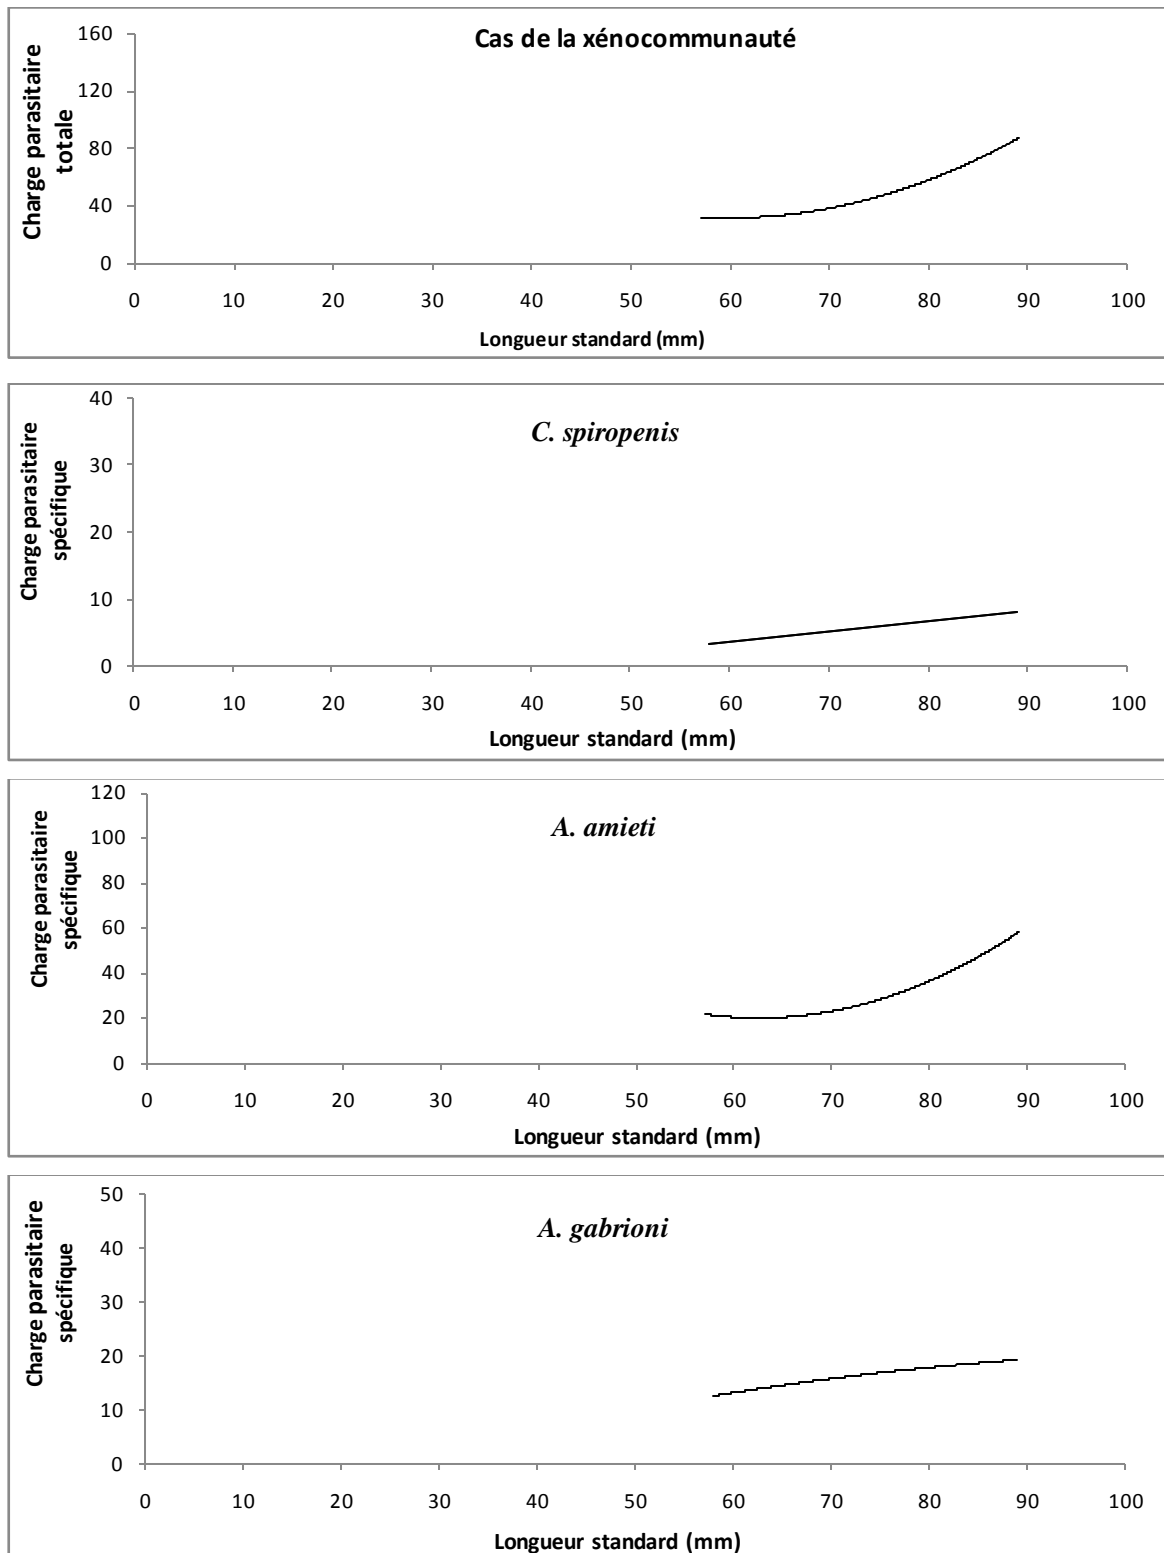 Cas de la xénocommunauté
Charge parasitaire
totale
160
120
80
40
0
0 10 20 30 40 50 60 70 80 90 100
Longueur standard (mm)
C. spiropenis
Charge parasitaire
spécifique
40
30
20
10
0
0 10 20 30 40 50 60 70 80 90 100
Longueur standard (mm)
A. amieti
Charge parasitaire
spécifique
120
100
80
60
40
20
0
0 10 20 30 40 50 60 70 80 90 100
Longueur standard (mm)
A. gabrioni
Charge parasitaire
spécifique
50
40
30
20
10
0
0 10 20 30 40 50 60 70 80 90 100
Longueur standard (mm)